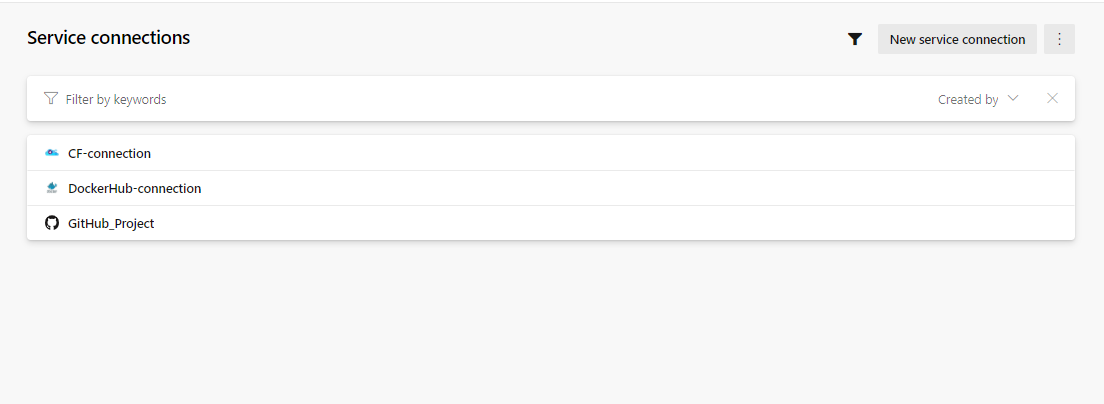 Service connections
New service connection
Filter by keywords
Created by
CF-connection
DockerHub-connection
GitHub_Project